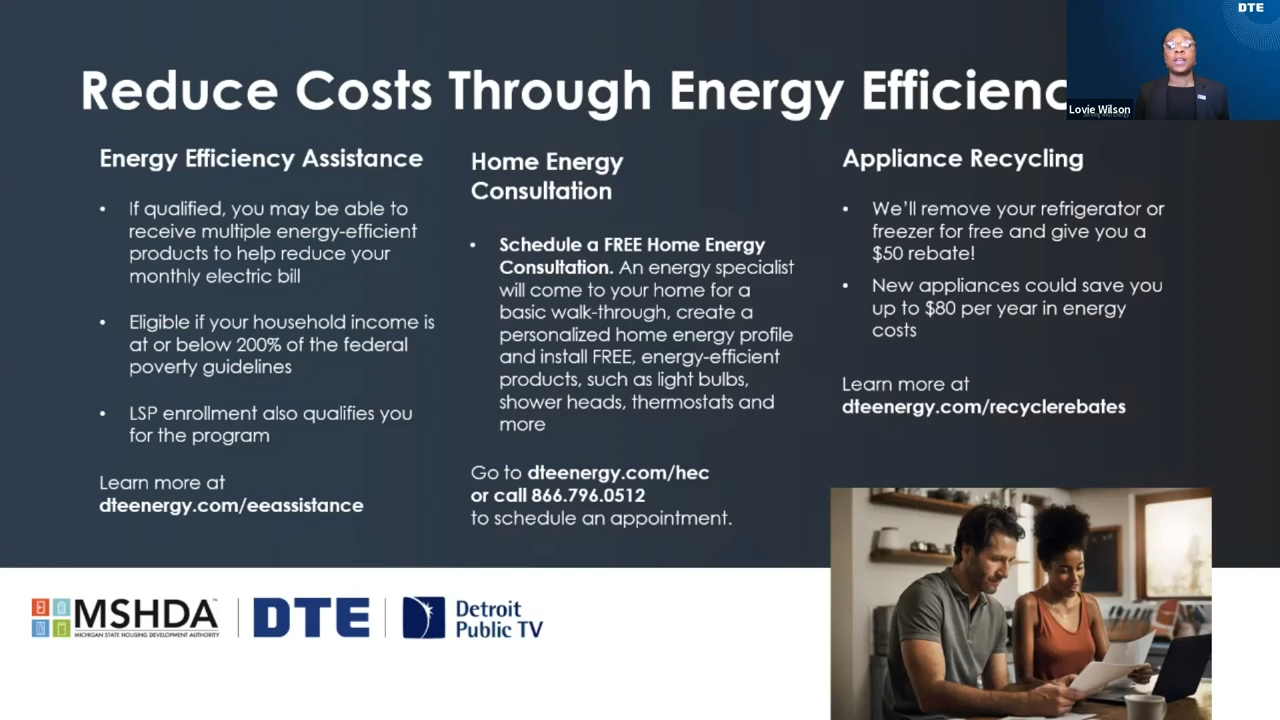 DTE
Reduce Costs Through Energy Efficienc
Lovie Wilson
Energy Efficiency Assistance
• If qualified, you may be able to
receive multiple energy-efficient
products to help reduce your
monthly electric bill
• Eligible if your household income is
at or below 200% of the federal
poverty guidelines
• LSP enrollment also qualifies you
for the program
Learn more at
dteenergy.com/eeassistance
Home Energy
Consultation
• Schedule a FREE Home Energy
Consultation. An energy specialist
will come to your home for a
basic walk-through, create a
personalized home energy profile
and install FREE, energy-efficient
products, such as light bulbs,
shower heads, thermostats and
more
Go to dteenergy.com/hec
or call 866.796.0512
to schedule an appointment.
Appliance Recycling
• We'll remove your refrigerator or
freezer for free and give you a
$50 rebate!
• New appliances could save you
up to $80 per year in energy
costs
Learn more at
dteenergy.com/recyclerebates
MSHDA™
MICHIGAN STATE HOUSING DEVELOPMENT AUTHORITY
DTE
Detroit
Public TV